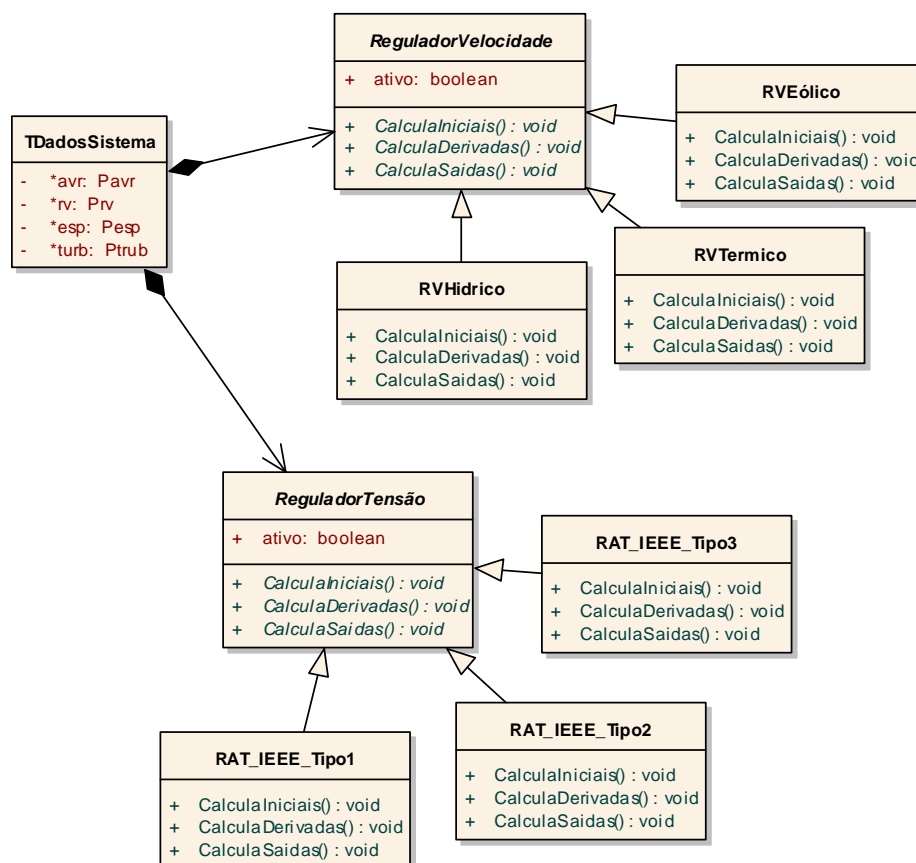 ReguladorVelocidade
+ ativo: boolean
+ CalculaIniciais() : void
+ CalculaDerivadas() : void
+ CalculaSaidas() : void
RVEólico
+ CalculaIniciais() : void
+ CalculaDerivadas() : void
+ CalculaSaidas() : void
TDadosSistema
- *avr: Pavr
- *rv: Prv
- *esp: Pesp
- *turb: Ptrub
RVTermico
+ CalculaIniciais() : void
+ CalculaDerivadas() : void
+ CalculaSaidas() : void
RVHidrico
+ CalculaIniciais() : void
+ CalculaDerivadas() : void
+ CalculaSaidas() : void
ReguladorTensão
+ ativo: boolean
+ CalculaIniciais() : void
+ CalculaDerivadas() : void
+ CalculaSaidas() : void
RAT_IEEE_Tipo3
+ CalculaIniciais() : void
+ CalculaDerivadas() : void
+ CalculaSaidas() : void
RAT_IEEE_Tipo2
+ CalculaIniciais() : void
+ CalculaDerivadas() : void
+ CalculaSaidas() : void
RAT_IEEE_Tipo1
+ CalculaIniciais() : void
+ CalculaDerivadas() : void
+ CalculaSaidas() : void